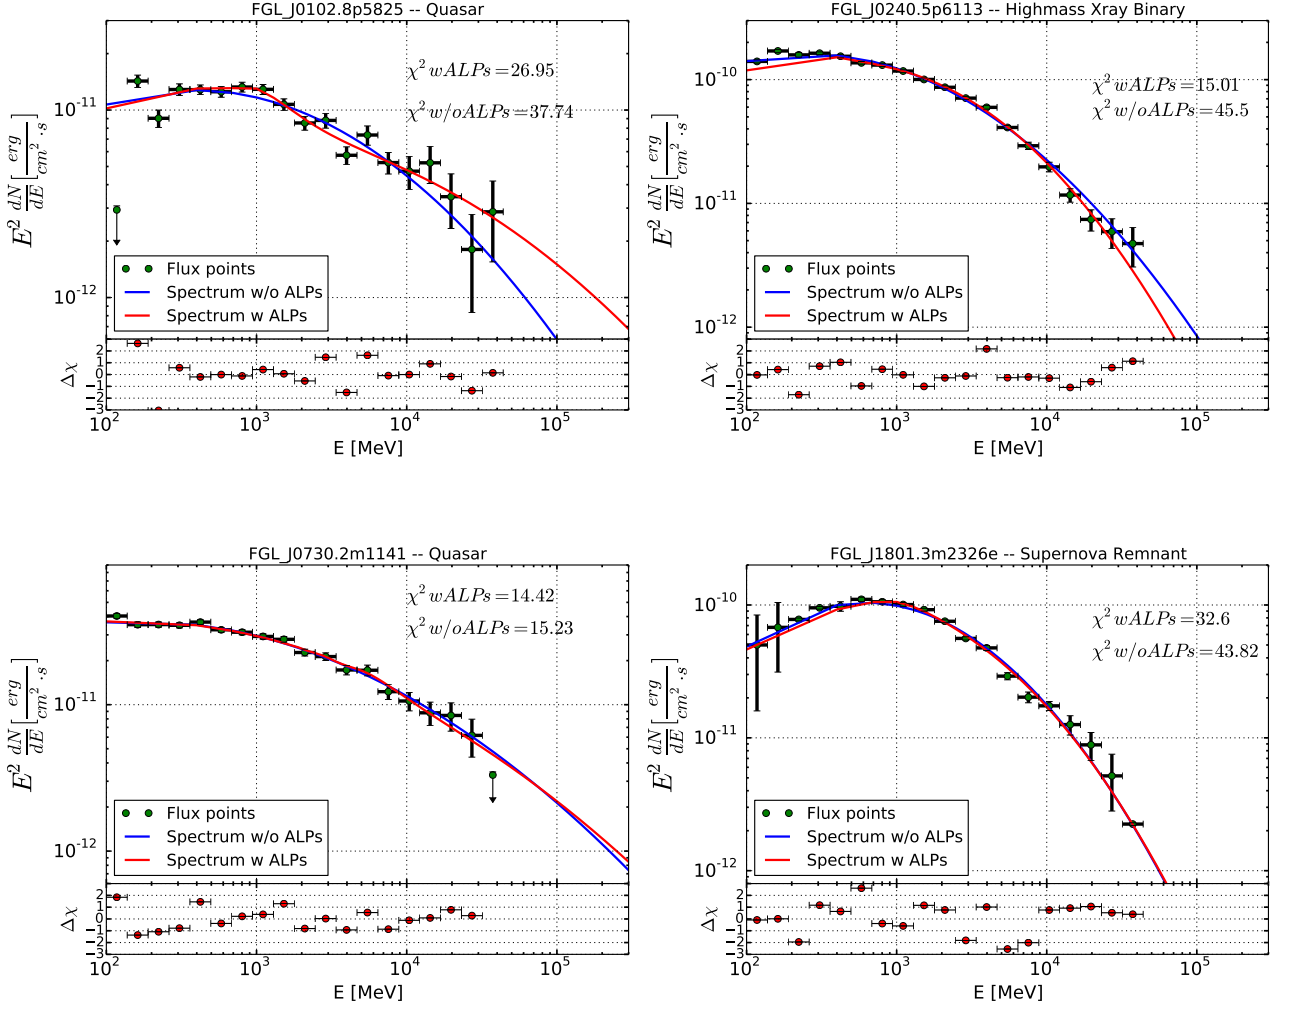 FGL_J0102.8p5825 -- Quasar
χ² wALPs=26.95
χ² w/oALPs=37.74
E² dN/dE [erg/cm²·s]
10⁻¹¹
10⁻¹²
Flux points
Spectrum w/o ALPs
Spectrum w ALPs
Δχ
2
1
0
−1
−2
−3
10² 10³ 10⁴ 10⁵
E [MeV]
FGL_J0240.5p6113 -- Highmass Xray Binary
χ² wALPs=15.01
χ² w/oALPs=45.5
E² dN/dE [erg/cm²·s]
10⁻¹⁰
10⁻¹¹
10⁻¹²
Flux points
Spectrum w/o ALPs
Spectrum w ALPs
Δχ
2
1
0
−1
−2
−3
10² 10³ 10⁴ 10⁵
E [MeV]
FGL_J0730.2m1141 -- Quasar
χ² wALPs=14.42
χ² w/oALPs=15.23
E² dN/dE [erg/cm²·s]
10⁻¹¹
10⁻¹²
Flux points
Spectrum w/o ALPs
Spectrum w ALPs
Δχ
2
1
0
−1
−2
−3
10² 10³ 10⁴ 10⁵
E [MeV]
FGL_J1801.3m2326e -- Supernova Remnant
χ² wALPs=32.6
χ² w/oALPs=43.82
E² dN/dE [erg/cm²·s]
10⁻¹⁰
10⁻¹¹
10⁻¹²
Flux points
Spectrum w/o ALPs
Spectrum w ALPs
Δχ
2
1
0
−1
−2
−3
10² 10³ 10⁴ 10⁵
E [MeV]